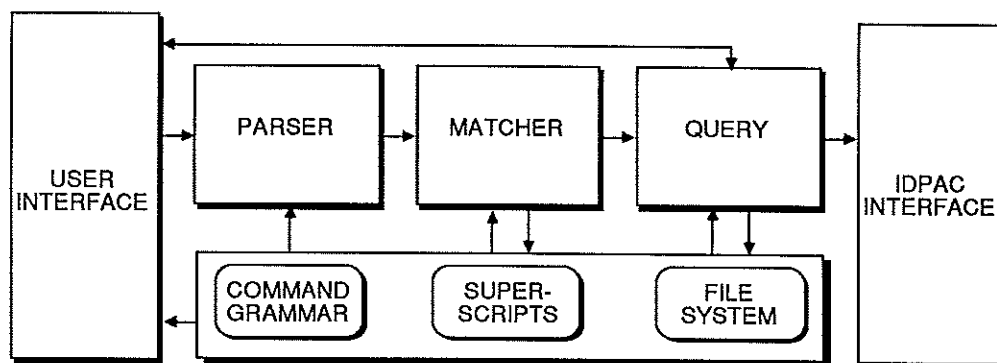 PARSER
MATCHER
QUERY
USER
INTERFACE
IDPAC
INTERFACE
COMMAND
GRAMMAR
SUPER-
SCRIPTS
FILE
SYSTEM